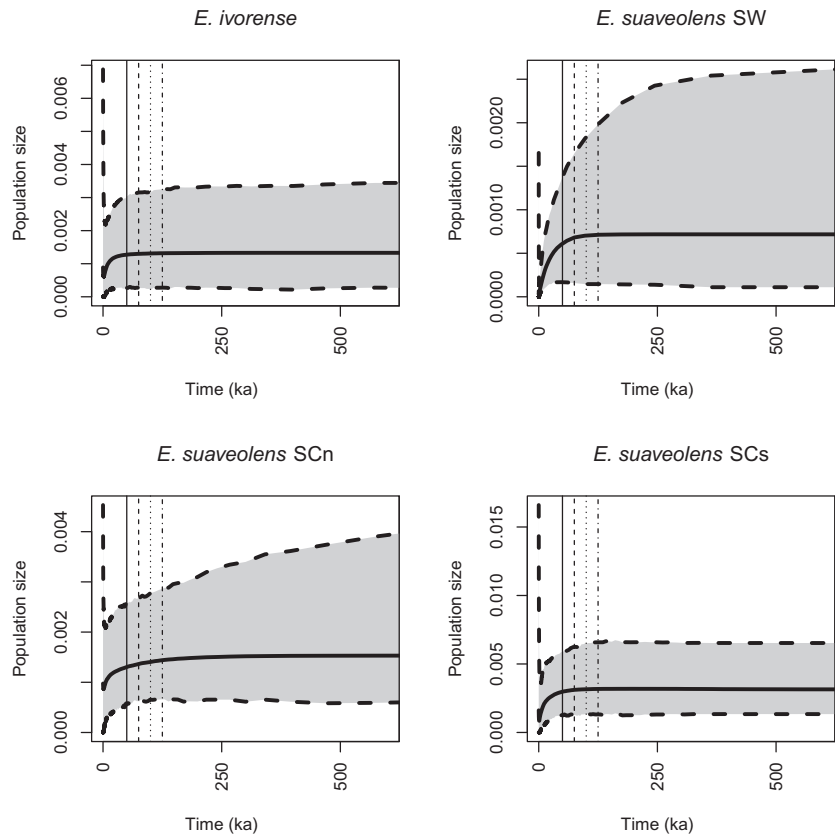 E. ivorense
Population size
0.006
0.004
0.002
0.000
0
250
500
Time (ka)
E. suaveolens SW
Population size
0.0020
0.0010
0.0000
0
250
500
Time (ka)
E. suaveolens SCn
Population size
0.004
0.002
0.000
0
250
500
Time (ka)
E. suaveolens SCs
Population size
0.015
0.010
0.005
0.000
0
250
500
Time (ka)